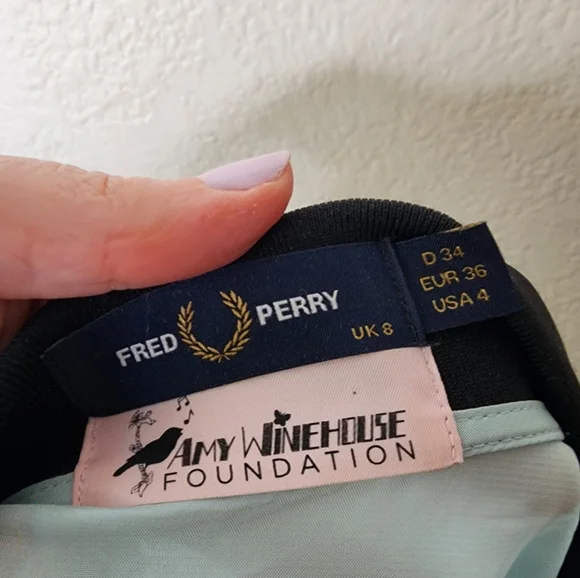 FRED PERRY
UK 8
D 34
EUR 36
USA 4
AMY WINEHOUSE
FOUNDATION